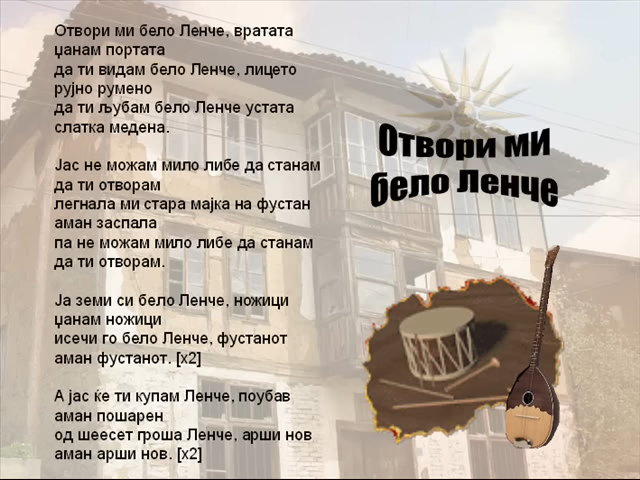 Отвори ми бело Ленче, вратата
џанам портата
да ти видам бело Ленче, лицето
рујно румено
да ти љубам бело Ленче устата
слатка медена.
Јас не можам мило либе да станам
да ти отворам
легнала ми стара мајка на фустан
аман заспала
па не можам мило либе да станам
да ти отворам.
Ја земи си бело Ленче, ножици
џанам ножици
исечи го бело Ленче, фустанот
аман фустанот. [x2]
А јас ќе ти купам Ленче, поубав
аман пошарен
од шеесет гроша Ленче, арши нов
аман арши нов. [x2]
Отвори ми
бело Ленче